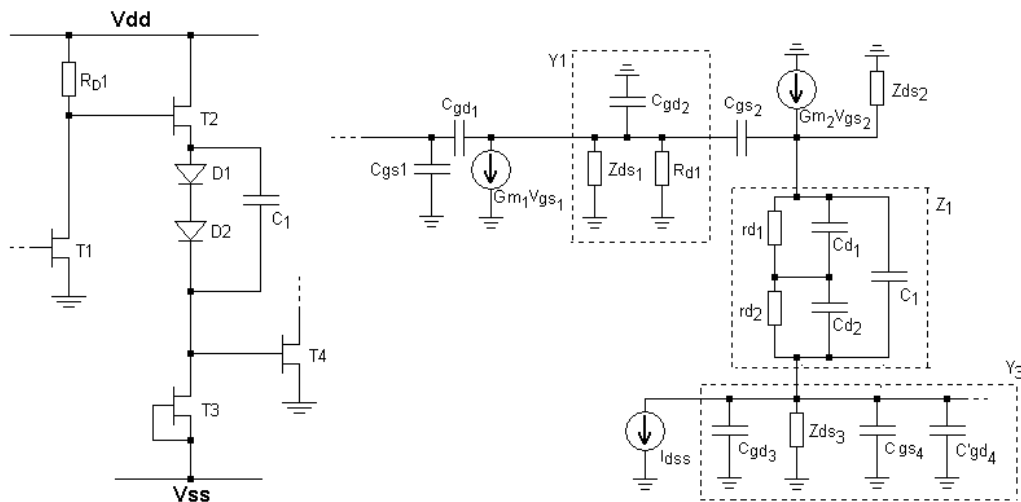 Vdd
RD1
T2
D1
C1
D2
T1
T4
T3
Vss
Y1
Cgd1
Cgd2
Cgs2
Gm2Vgs2
Zds2
Cgs1
Gm1Vgs1
Zds1
Rd1
Z1
rd1
Cd1
C1
rd2
Cd2
Y3
Idss
Cgd3
Zds3
Cgs4
C'gd4